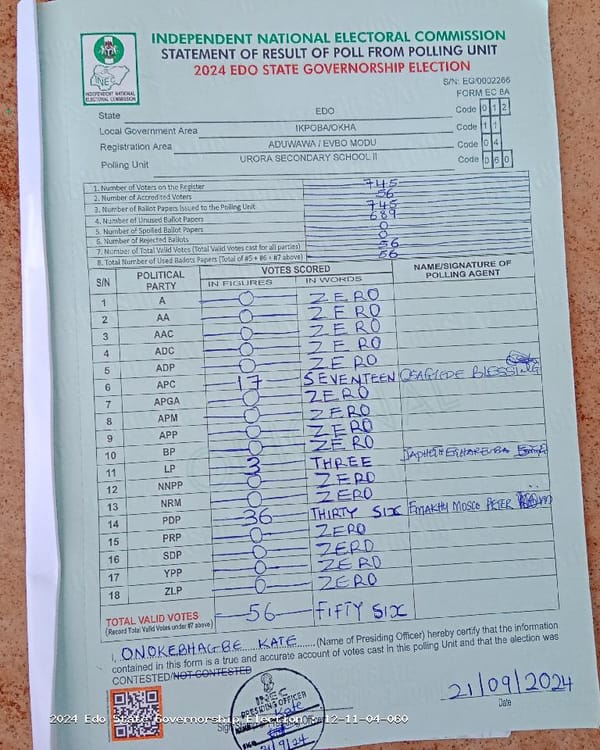 INDEPENDENT NATIONAL ELECTORAL COMMISSION
STATEMENT OF RESULT OF POLL FROM POLLING UNIT
2024 EDO STATE GOVERNORSHIP ELECTION
INEC
INDEPENDENT NATIONAL
ELECTORAL COMMISSION
S/N: EG/0002266
FORM EC 8A
State EDO Code 0 1 2
Local Government Area IKPOBA/OKHA Code 1 1
Registration Area ADUWAWA / EVBO MODU Code 0 4
Polling Unit URORA SECONDARY SCHOOL II Code 0 6 0
1. Number of Voters on the Register 745
2. Number of Accredited Voters 56
3. Number of Ballot Papers Issued to the Polling Unit 745
4. Number of Unused Ballot Papers 689
5. Number of Spoiled Ballot Papers 0
6. Number of Rejected Ballots 0
7. Number of Total Valid Votes (Total Valid Votes cast for all parties) 56
8. Total Number of Used Ballots Papers (Total of #5 + #6 + #7 above) 56
S/N POLITICAL PARTY VOTES SCORED NAME/SIGNATURE OF POLLING AGENT
IN FIGURES IN WORDS
1 A 0 ZERO
2 AA 0 ZERO
3 AAC 0 ZERO
4 ADC 0 ZERO
5 ADP 0 ZERO
6 APC 17 SEVENTEEN BLESSING
7 APGA 0 ZERO
8 APM 0 ZERO
9 APP 0 ZERO
10 BP 0 ZERO
11 LP 3 THREE
12 NNPP 0 ZERO
13 NRM 0 ZERO
14 PDP 36 THIRTY SIX PETER
15 PRP 0 ZERO
16 SDP 0 ZERO
17 YPP 0 ZERO
18 ZLP 0 ZERO
TOTAL VALID VOTES 56 FIFTY SIX
(Record Total Valid Votes under #7 above)
I, ONOKEBHAGBE KATE (Name of Presiding Officer) hereby certify that the information
contained in this form is a true and accurate account of votes cast in this Polling Unit and that the election was
CONTESTED/NOT CONTESTED
INEC
PRESIDING OFFICER
Kate
21/9/24
21/09/2024
Date
2024 Edo State Governorship Election - 12-11-04-060